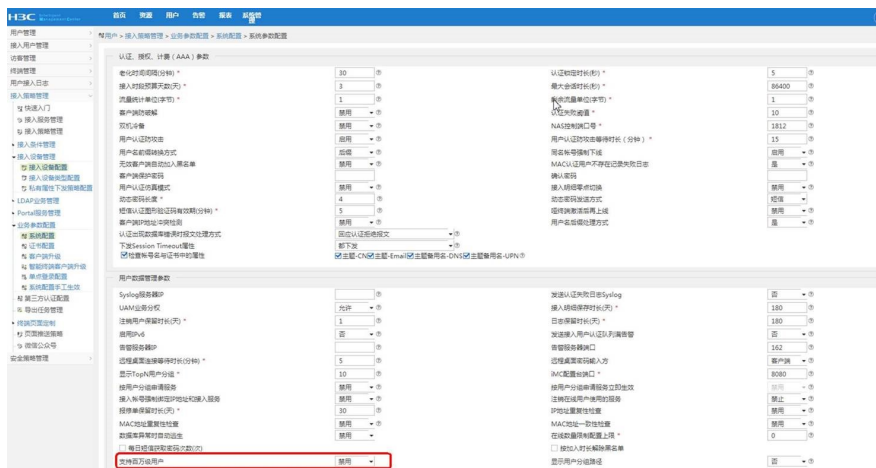 H3C
首页 资源 用户 告警 报表 系统管理
用户 > 接入策略管理 > 业务参数配置 > 系统配置 > 系统参数配置
用户管理
接入用户管理
访客管理
终端管理
用户接入日志
接入策略管理
快速入门
接入服务管理
接入策略管理
接入条件管理
接入设备管理
接入设备配置
接入设备类型配置
私有属性下发策略配置
LDAP业务管理
Portal服务管理
业务参数配置
系统配置
证书配置
客户端升级
智能终端客户端升级
单点登录配置
系统配置手工生效
第三方认证配置
导出任务管理
终端页面定制
页面推送策略
微信公众号
安全策略管理
认证、授权、计费（AAA）参数
老化时间间隔(分钟) * 30 认证锁定时长(秒) * 5
接入时段预算天数(天) * 3 最大会话时长(秒) * 86400
流量统计单位(字节) * 1 剩余流量单位(字节) * 1
客户端防破解 禁用 认证失败阈值 * 10
双机冷备 禁用 NAS控制端口号 * 1812
用户认证防攻击 启用 用户认证防攻击等待时长（分钟） * 15
用户名前缀转换方式 后缀 同名帐号强制下线 启用
无效客户端自动加入黑名单 禁用 MAC认证用户不存在记录失败日志 是
客户端保护密码 确认密码
用户认证仿真模式 禁用 接入明细零点切换 禁用
动态密码长度 * 4 动态密码发送方式 短信
短信认证图形验证码有效期(分钟) * 5 哑终端激活后再上线 禁用
客户端IP地址冲突检测 禁用 用户名后缀处理方式 是
认证出现数据库错误时报文处理方式 回应认证拒绝报文
下发Session Timeout属性 都下发
检查帐号名与证书中的属性 主题-CN 主题-Email 主题备用名-DNS 主题备用名-UPN
用户数据管理参数
Syslog服务器IP 发送认证失败日志Syslog 否
UAM业务分权 允许 接入明细保存时长(天) * 180
注销用户保留时长(天) * 1 日志保留时长(天) * 180
启用IPv6 否 发送接入用户认证队列满告警 否
告警服务器IP 告警服务器端口 162
远程桌面连接等待时长(分钟) * 5 远程桌面密码输入方 客户端
显示TopN用户分组 * 10 iMC配置台端口 * 8080
按用户分组申请服务 禁用 按用户分组申请服务立即生效 禁用
接入帐号强制绑定IP地址和接入服务 禁用 注销在线用户使用的服务 禁止
报停单保留时长(天) * 30 IP地址重复性检查 禁用
MAC地址重复性检查 禁用 MAC地址一致性检查 禁用
数据库异常时自动逃生 禁用 在线数量限制配置上限 * 0
每日短信获取密码次数(次) 按加入时长解除黑名单
支持百万级用户 禁用 显示用户分组路径 否